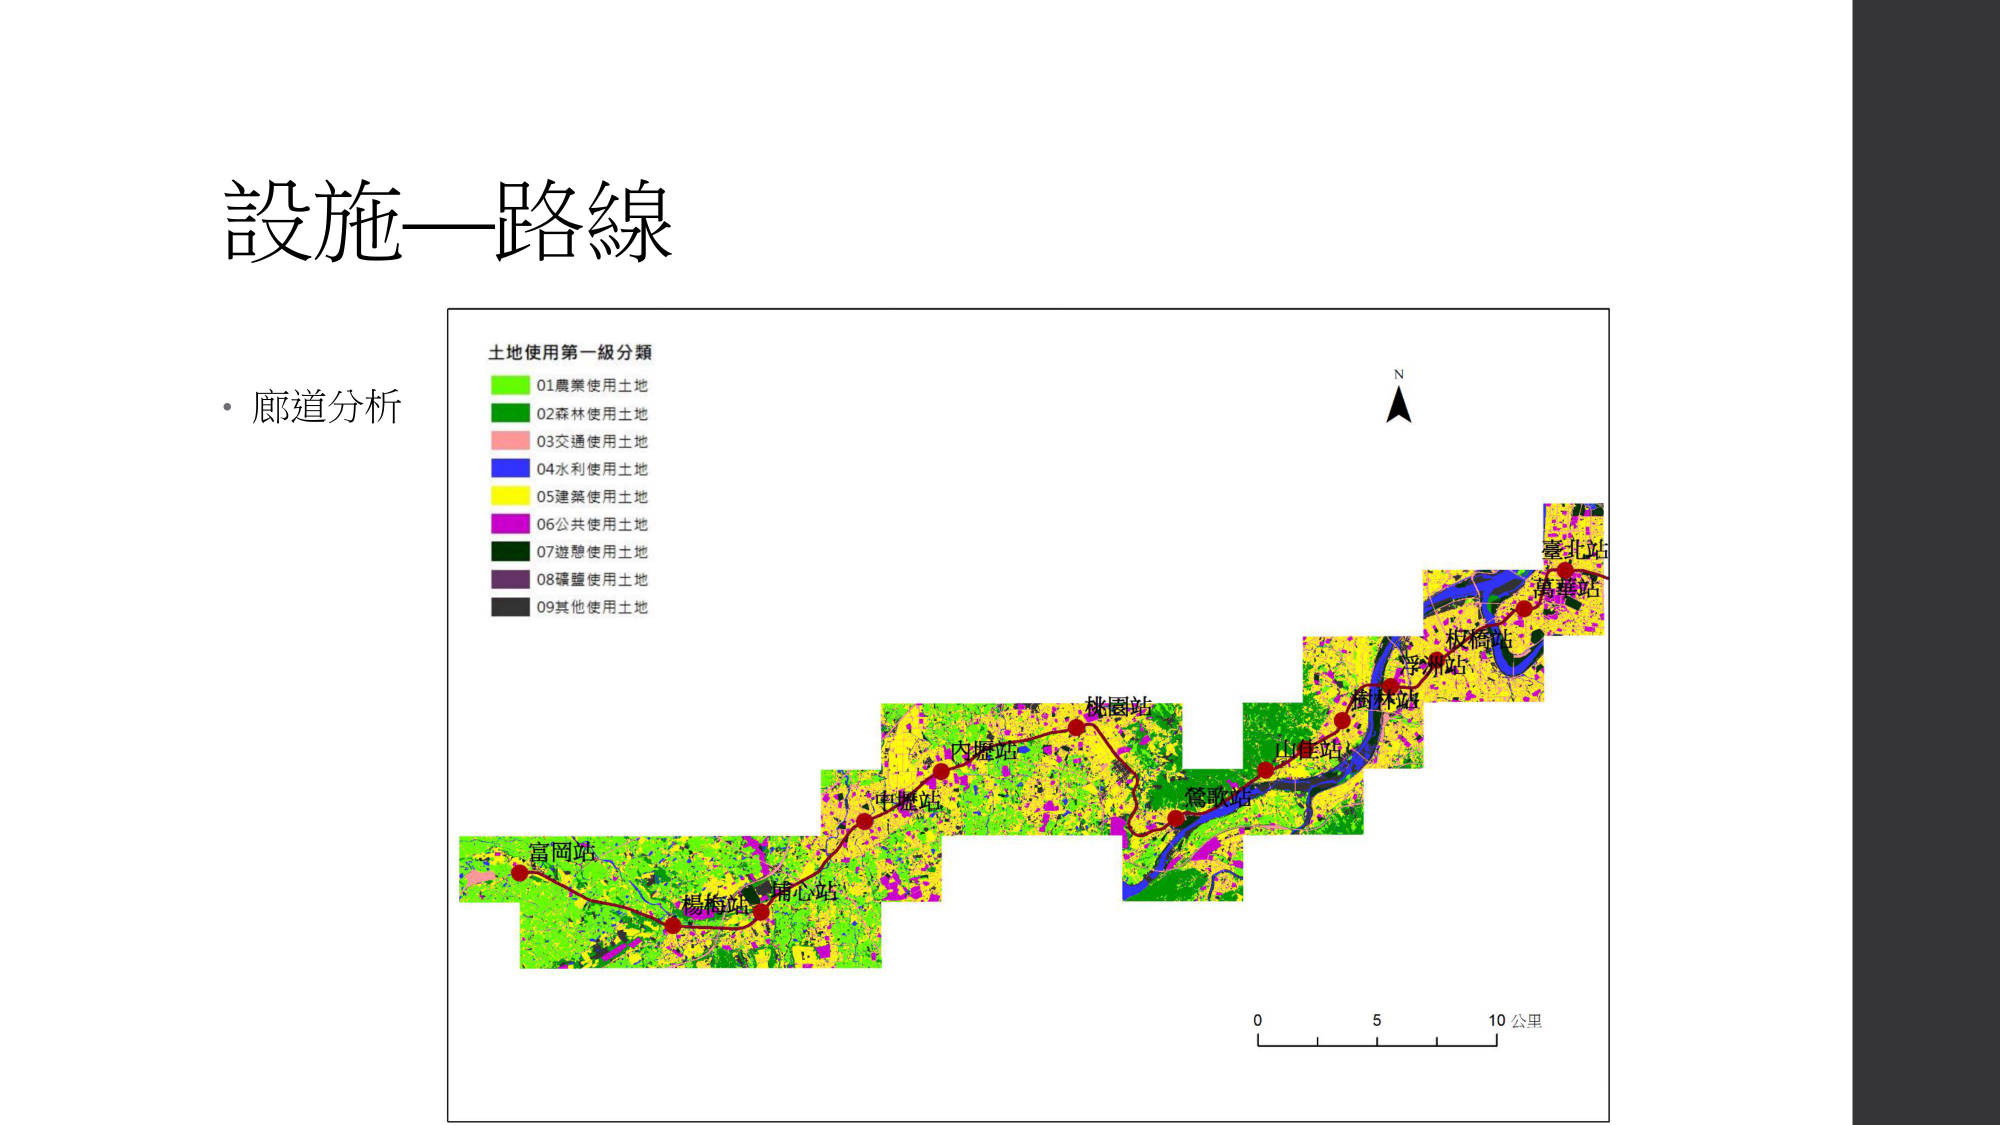 設施—路線
• 廊道分析
土地使用第一級分類
01農業使用土地
02森林使用土地
03交通使用土地
04水利使用土地
05建築使用土地
06公共使用土地
07遊憩使用土地
08礦鹽使用土地
09其他使用土地
N
臺北站
萬華站
板橋站
浮洲站
樹林站
桃園站
山佳站
內壢站
鶯歌站
中壢站
富岡站
埔心站
楊梅站
0 5 10 公里